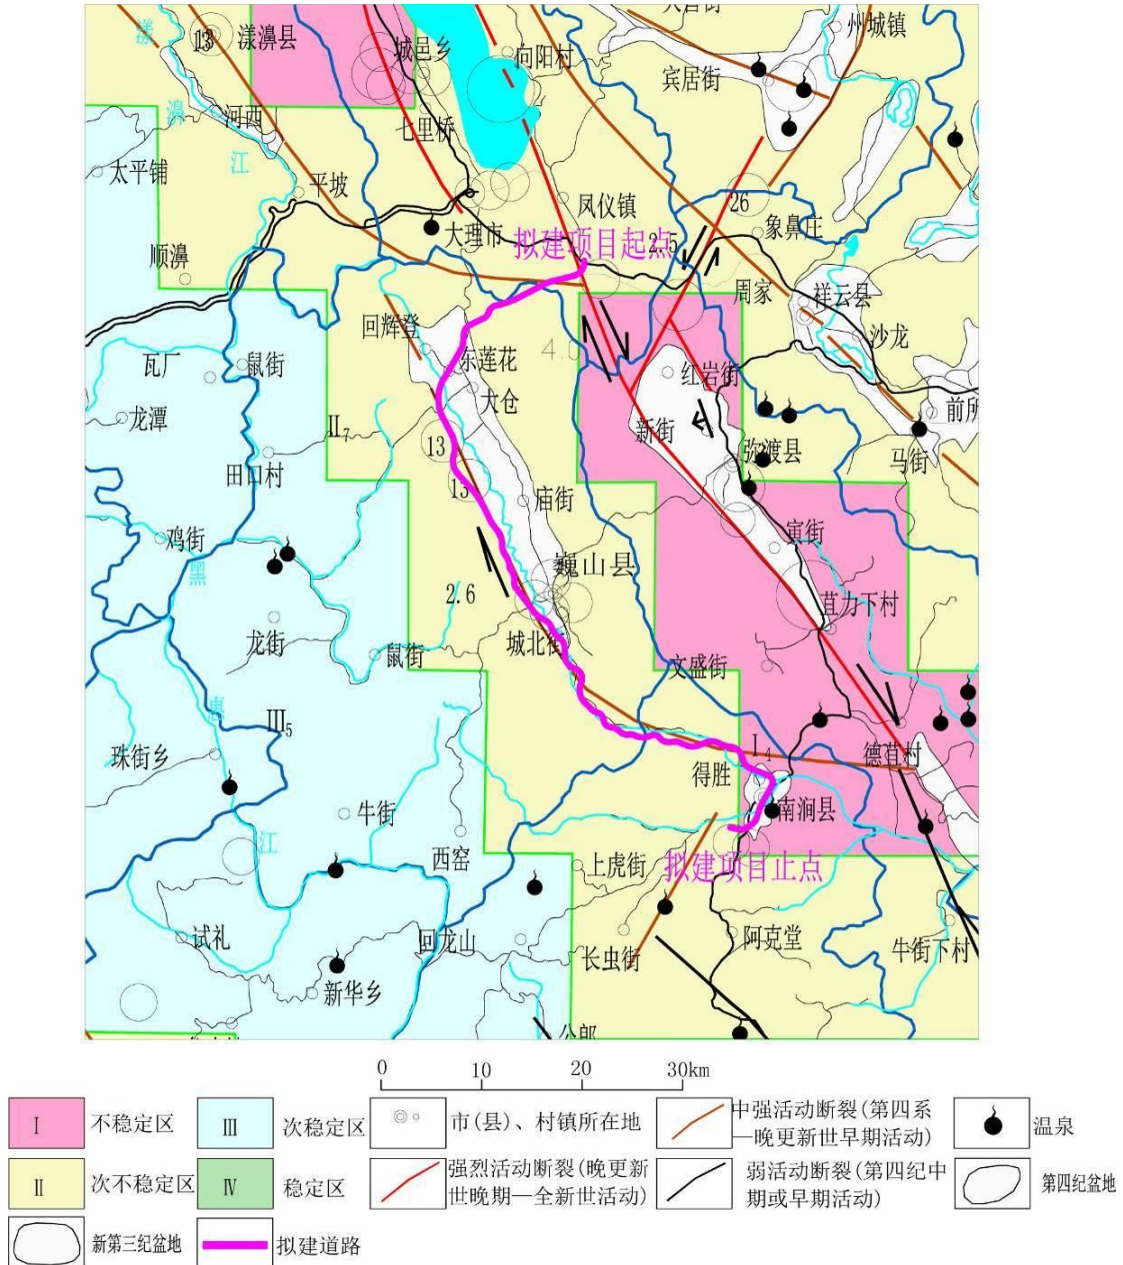 州城镇
漾
13
漾濞县
城邑乡
向阳村
宾居街
濞
河西
七里桥
江
太平铺
平坡
凤仪镇
26
大理市
拟建项目起点
2.5
象鼻庄
顺濞
周家
祥云县
回辉登
沙龙
瓦厂
鼠街
东莲花
4.0
红岩街
大仓
龙潭
Ⅱ7
新街
前所
13
弥渡县
马街
田口村
13
庙街
鸡街
寅街
黑
巍山县
2.6
苴力下村
龙街
鼠街
城北街
文盛街
惠
Ⅲ5
珠街乡
Ⅰ4
德苴村
得胜
牛街
南涧县
江
西窑
上虎街
拟建项目止点
试礼
回龙山
长虫街
阿克堂
牛街下村
新华乡
公郎
0 10 20 30km
Ⅰ 不稳定区
Ⅲ 次稳定区
市(县)、村镇所在地
中强活动断裂(第四系
—晚更新世早期活动)
温泉
Ⅱ 次不稳定区
Ⅳ 稳定区
强烈活动断裂(晚更新
世晚期—全新世活动)
弱活动断裂(第四纪中
期或早期活动)
第四纪盆地
新第三纪盆地
拟建道路